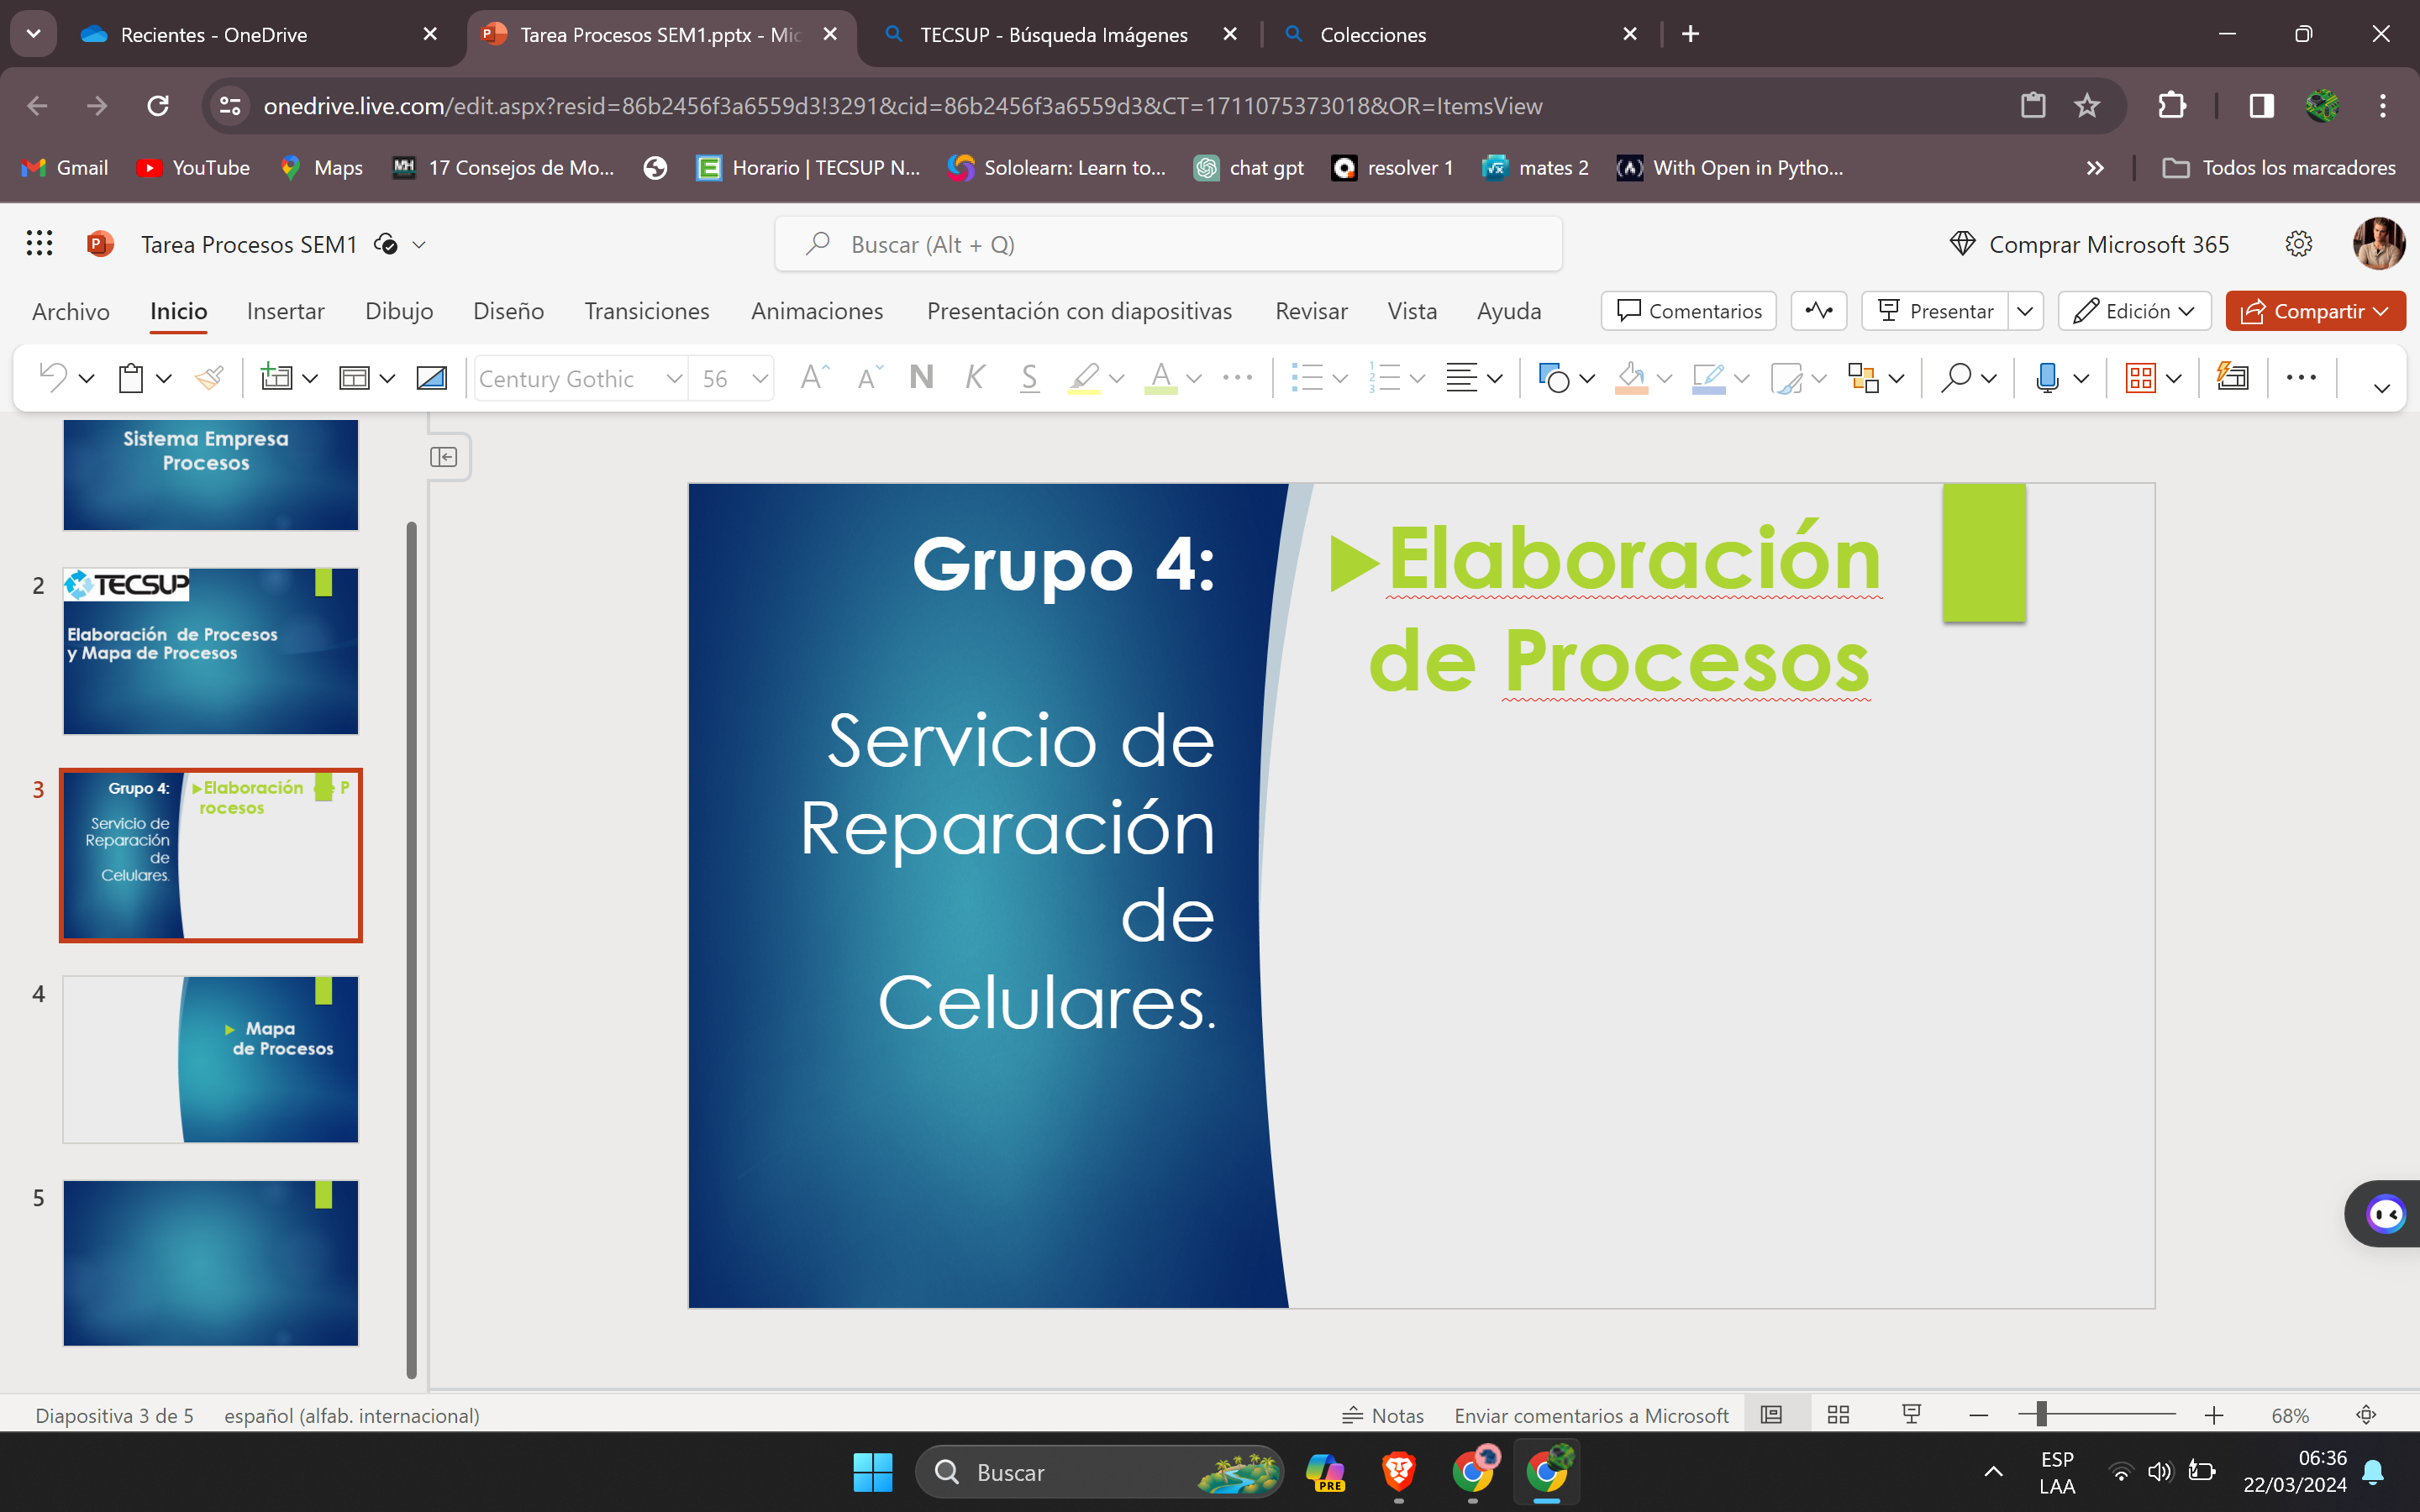 Recientes - OneDrive
Tarea Procesos SEM1.pptx - Mic
TECSUP - Búsqueda Imágenes
Colecciones
onedrive.live.com/edit.aspx?resid=86b2456f3a6559d3!3291&cid=86b2456f3a6559d3&CT=1711075373018&OR=ItemsView
Gmail
YouTube
Maps
17 Consejos de Mo...
Horario | TECSUP N...
Sololearn: Learn to...
chat gpt
resolver 1
mates 2
With Open in Pytho...
Todos los marcadores
Tarea Procesos SEM1
Buscar (Alt + Q)
Comprar Microsoft 365
Archivo
Inicio
Insertar
Dibujo
Diseño
Transiciones
Animaciones
Presentación con diapositivas
Revisar
Vista
Ayuda
Comentarios
Presentar
Edición
Compartir
Century Gothic
56
N
K
S
Sistema Empresa
Procesos
2
TECSUP
Elaboración de Procesos
y Mapa de Procesos
3
Grupo 4:
Servicio de
Reparación
de
Celulares.
Elaboración de P
rocesos
4
Mapa
de Procesos
5
Grupo 4:
Servicio de
Reparación
de
Celulares.
Elaboración
de Procesos
Diapositiva 3 de 5
español (alfab. internacional)
Notas
Enviar comentarios a Microsoft
68%
Buscar
PRE
ESP
LAA
06:36
22/03/2024